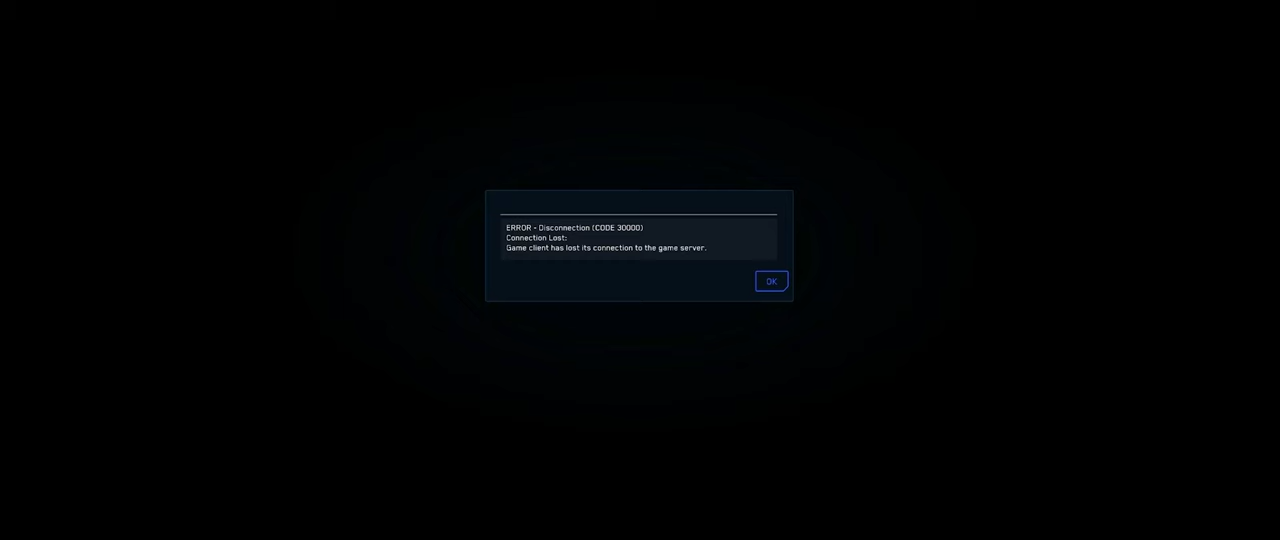 ERROR - Disconnection (CODE 30000)
Connection Lost:
Game client has lost its connection to the game server.
OK